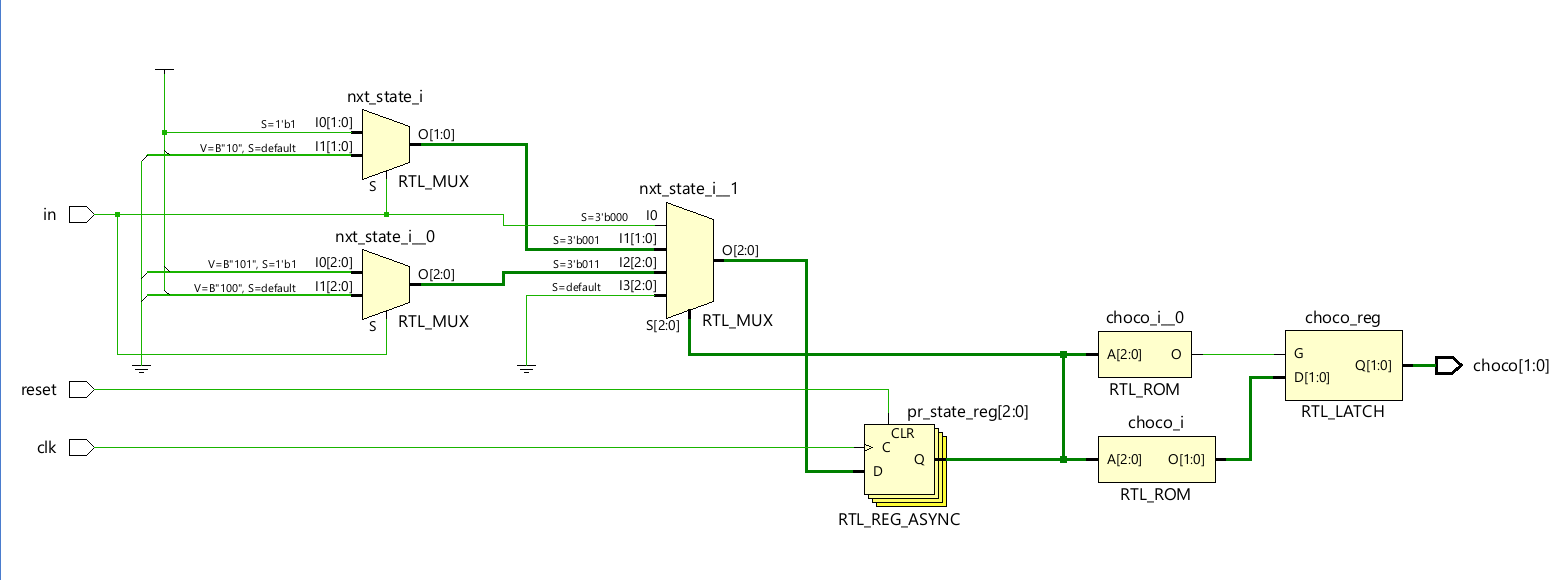 nxt_state_i
S=1'b1 I0[1:0]
V=B"10", S=default I1[1:0]
O[1:0]
S
RTL_MUX
in
nxt_state_i__0
V=B"101", S=1'b1 I0[2:0]
V=B"100", S=default I1[2:0]
O[2:0]
S
RTL_MUX
nxt_state_i__1
S=3'b000 I0
S=3'b001 I1[1:0]
S=3'b011 I2[2:0]
S=default I3[2:0]
O[2:0]
S[2:0]
RTL_MUX
reset
clk
pr_state_reg[2:0]
CLR
C
D
Q
RTL_REG_ASYNC
choco_i__0
A[2:0] O
RTL_ROM
choco_i
A[2:0] O[1:0]
RTL_ROM
choco_reg
G
D[1:0]
Q[1:0]
RTL_LATCH
choco[1:0]